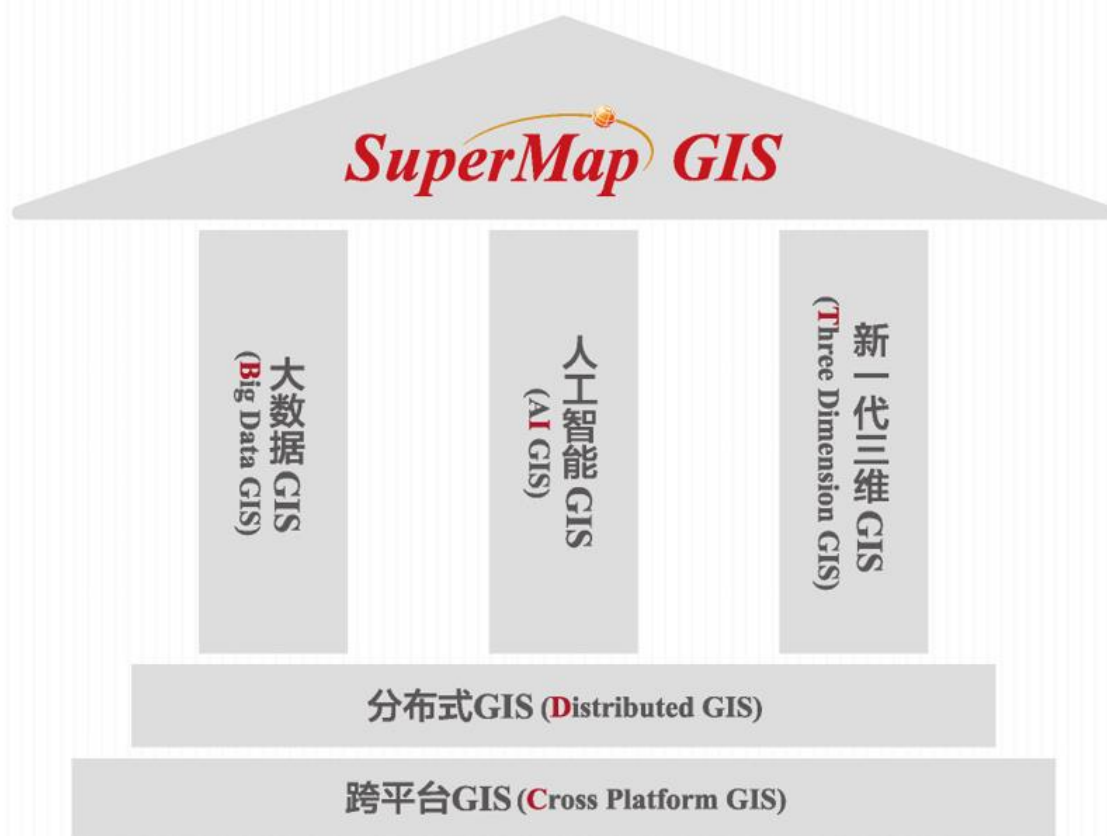 SuperMap GIS
大数据GIS
(Big Data GIS)
人工智能GIS
(AI GIS)
新一代三维GIS
(Three Dimension GIS)
分布式GIS (Distributed GIS)
跨平台GIS (Cross Platform GIS)